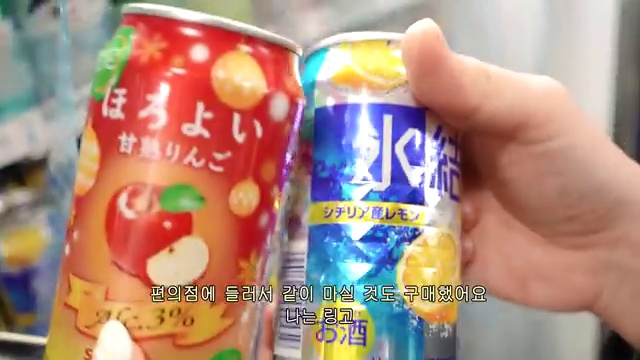 ほろよい
甘熟りんご
Alc.3%
氷結
シチリア産レモン
お酒
편의점에 들러서 같이 마실 것도 구매했어요
나는 링고